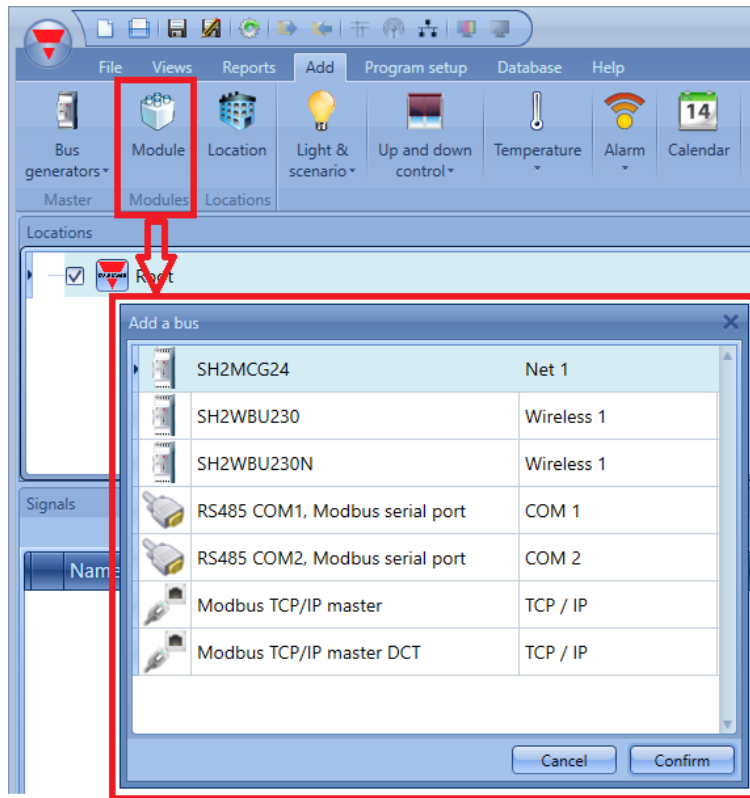 File Views Reports Add Program setup Database Help
Bus generators
Module
Location
Light & scenario
Up and down control
Temperature
Alarm
14
Calendar
Master Modules Locations
Locations
Root
Add a bus
SH2MCG24 Net 1
SH2WBU230 Wireless 1
SH2WBU230N Wireless 1
RS485 COM1, Modbus serial port COM 1
RS485 COM2, Modbus serial port COM 2
Modbus TCP/IP master TCP / IP
Modbus TCP/IP master DCT TCP / IP
Signals
Name
Cancel Confirm